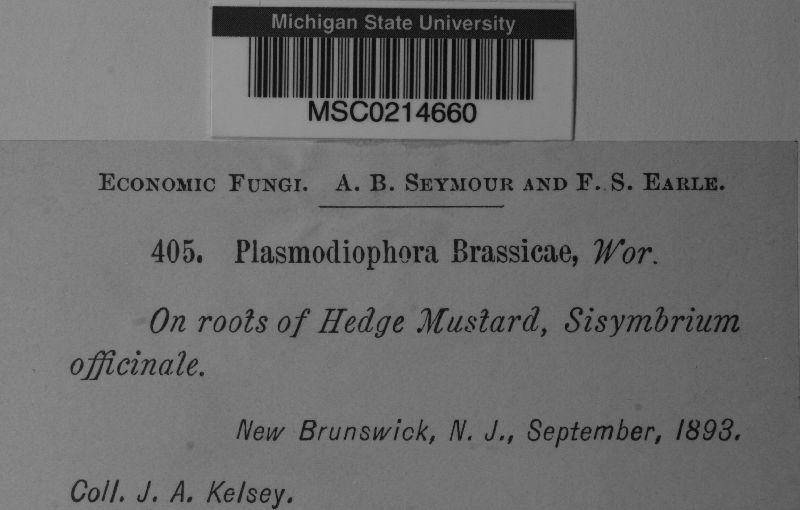 Michigan State University
MSC0214660
Economic Fungi. A. B. Seymour and F. S. Earle.
405. Plasmodiophora Brassicae, Wor.
On roots of Hedge Mustard, Sisymbrium
officinale.
New Brunswick, N. J., September, 1893.
Coll. J. A. Kelsey.